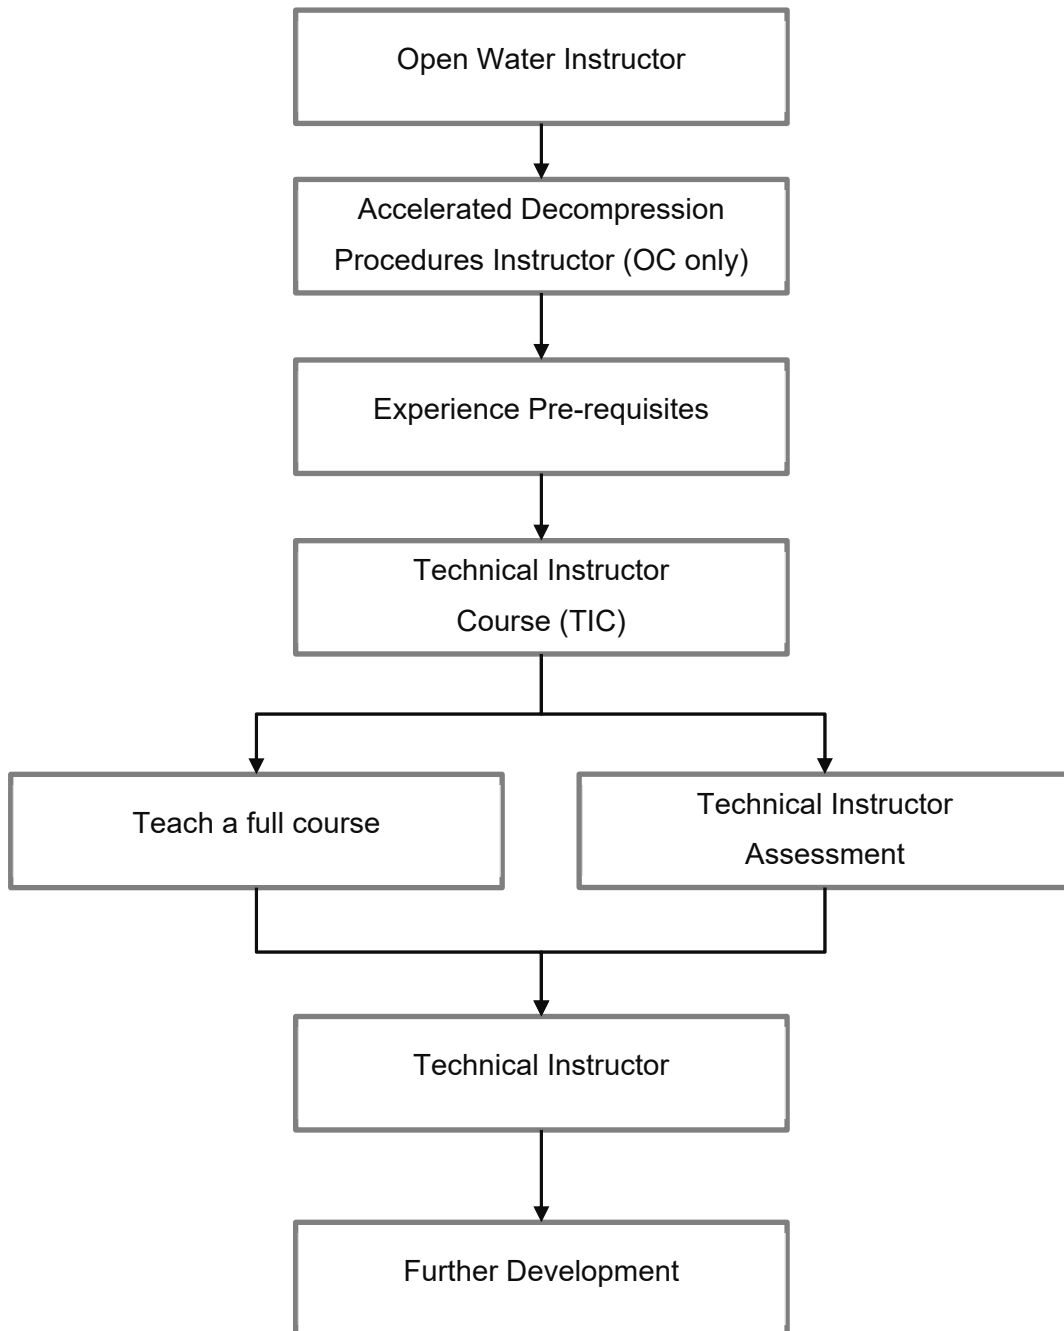 Open Water Instructor
Accelerated Decompression
Procedures Instructor (OC only)
Experience Pre-requisites
Technical Instructor
Course (TIC)
Teach a full course
Technical Instructor
Assessment
Technical Instructor
Further Development